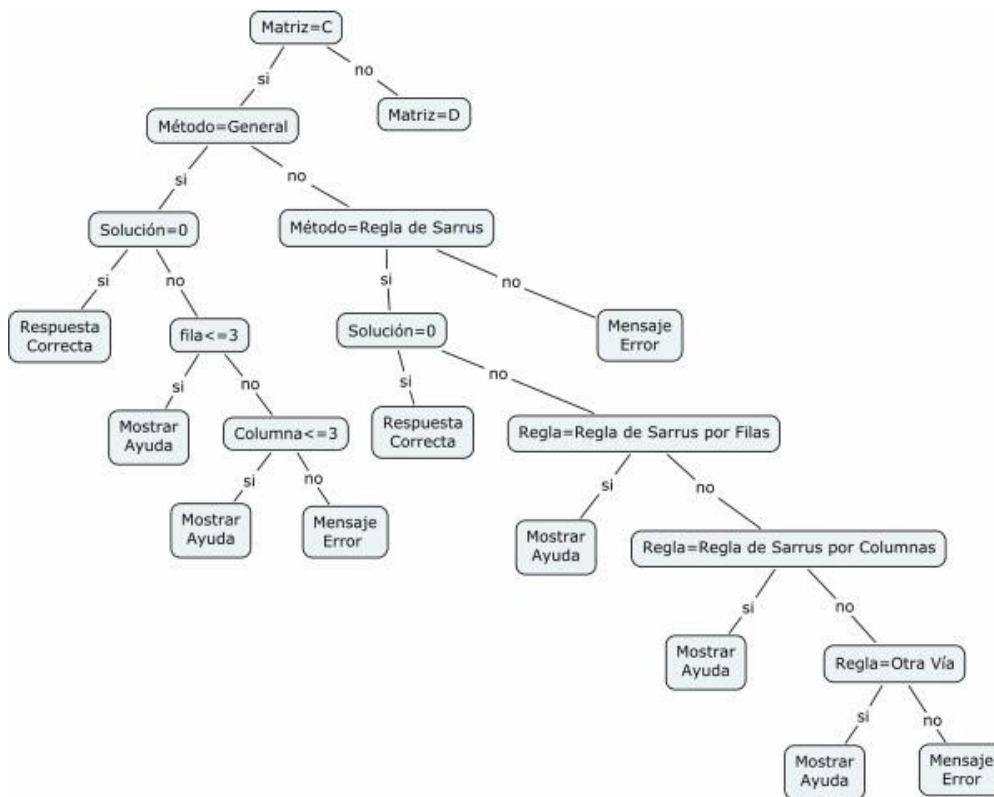 Matriz=C
si
no
Matriz=D
Método=General
si
no
Solución=0
Método=Regla de Sarrus
si
no
si
no
Respuesta
Correcta
fila<=3
Solución=0
Mensaje
Error
si
no
si
no
Mostrar
Ayuda
Columna<=3
Respuesta
Correcta
Regla=Regla de Sarrus por Filas
si
no
si
no
Mostrar
Ayuda
Mensaje
Error
Mostrar
Ayuda
Regla=Regla de Sarrus por Columnas
si
no
Mostrar
Ayuda
Regla=Otra Vía
si
no
Mostrar
Ayuda
Mensaje
Error